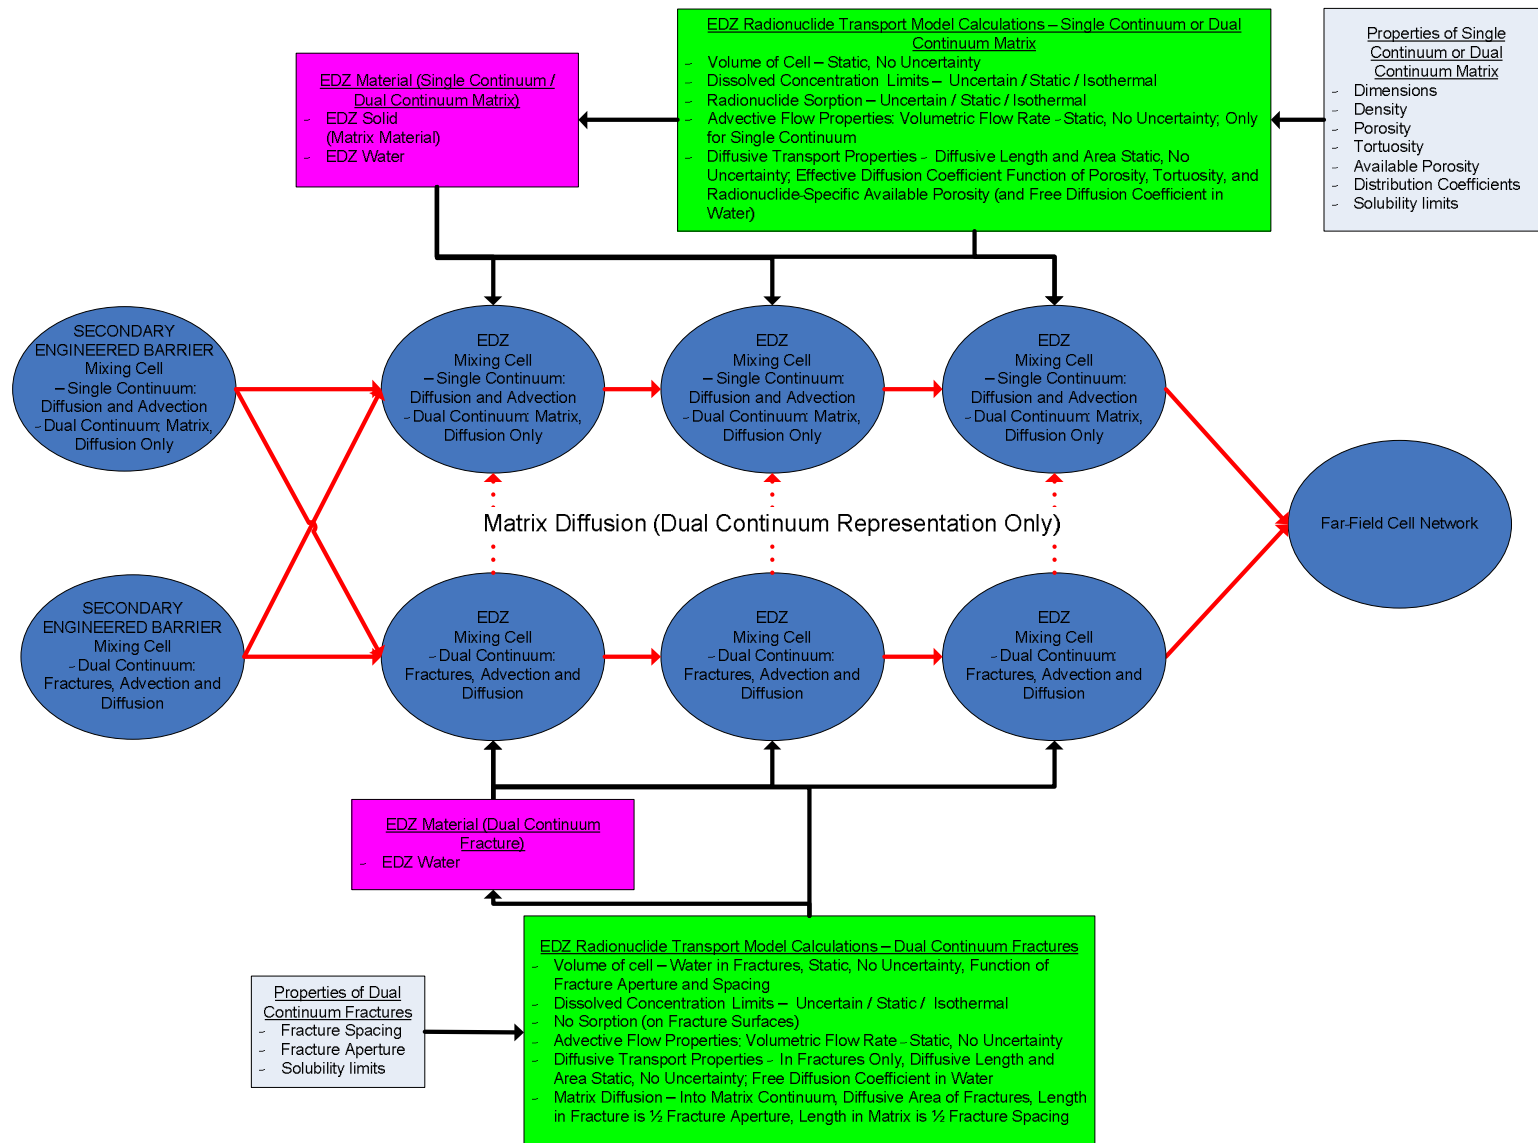 EDZ Radionuclide Transport Model Calculations – Single Continuum or Dual
Continuum Matrix
- Volume of Cell – Static, No Uncertainty
- Dissolved Concentration Limits – Uncertain / Static / Isothermal
- Radionuclide Sorption – Uncertain / Static / Isothermal
- Advective Flow Properties: Volumetric Flow Rate - Static, No Uncertainty; Only
for Single Continuum
- Diffusive Transport Properties - Diffusive Length and Area Static, No
Uncertainty; Effective Diffusion Coefficient Function of Porosity, Tortuosity, and
Radionuclide-Specific Available Porosity (and Free Diffusion Coefficient in
Water)
Properties of Single
Continuum or Dual
Continuum Matrix
- Dimensions
- Density
- Porosity
- Tortuosity
- Available Porosity
- Distribution Coefficients
- Solubility limits
EDZ Material (Single Continuum /
Dual Continuum Matrix)
- EDZ Solid
(Matrix Material)
- EDZ Water
SECONDARY
ENGINEERED BARRIER
Mixing Cell
– Single Continuum:
Diffusion and Advection
- Dual Continuum: Matrix,
Diffusion Only
EDZ
Mixing Cell
– Single Continuum:
Diffusion and Advection
- Dual Continuum: Matrix,
Diffusion Only
EDZ
Mixing Cell
– Single Continuum:
Diffusion and Advection
- Dual Continuum: Matrix,
Diffusion Only
EDZ
Mixing Cell
– Single Continuum:
Diffusion and Advection
- Dual Continuum: Matrix,
Diffusion Only
Matrix Diffusion (Dual Continuum Representation Only)
Far-Field Cell Network
SECONDARY
ENGINEERED BARRIER
Mixing Cell
- Dual Continuum:
Fractures, Advection and
Diffusion
EDZ
Mixing Cell
- Dual Continuum:
Fractures, Advection and
Diffusion
EDZ
Mixing Cell
- Dual Continuum:
Fractures, Advection and
Diffusion
EDZ
Mixing Cell
- Dual Continuum:
Fractures, Advection and
Diffusion
EDZ Material (Dual Continuum
Fracture)
- EDZ Water
Properties of Dual
Continuum Fractures
- Fracture Spacing
- Fracture Aperture
- Solubility limits
EDZ Radionuclide Transport Model Calculations – Dual Continuum Fractures
- Volume of cell – Water in Fractures, Static, No Uncertainty, Function of
Fracture Aperture and Spacing
- Dissolved Concentration Limits – Uncertain / Static / Isothermal
- No Sorption (on Fracture Surfaces)
- Advective Flow Properties: Volumetric Flow Rate - Static, No Uncertainty
- Diffusive Transport Properties - In Fractures Only, Diffusive Length and
Area Static, No Uncertainty; Free Diffusion Coefficient in Water
- Matrix Diffusion – Into Matrix Continuum, Diffusive Area of Fractures, Length
in Fracture is ½ Fracture Aperture, Length in Matrix is ½ Fracture Spacing